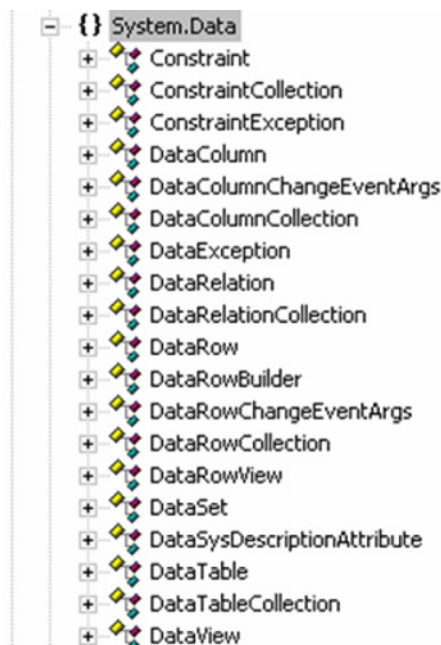 {} System.Data
Constraint
ConstraintCollection
ConstraintException
DataColumn
DataColumnChangeEventArgs
DataColumnCollection
DataException
DataRelation
DataRelationCollection
DataRow
DataRowBuilder
DataRowChangeEventArgs
DataRowCollection
DataRowView
DataSet
DataSysDescriptionAttribute
DataTable
DataTableCollection
DataView